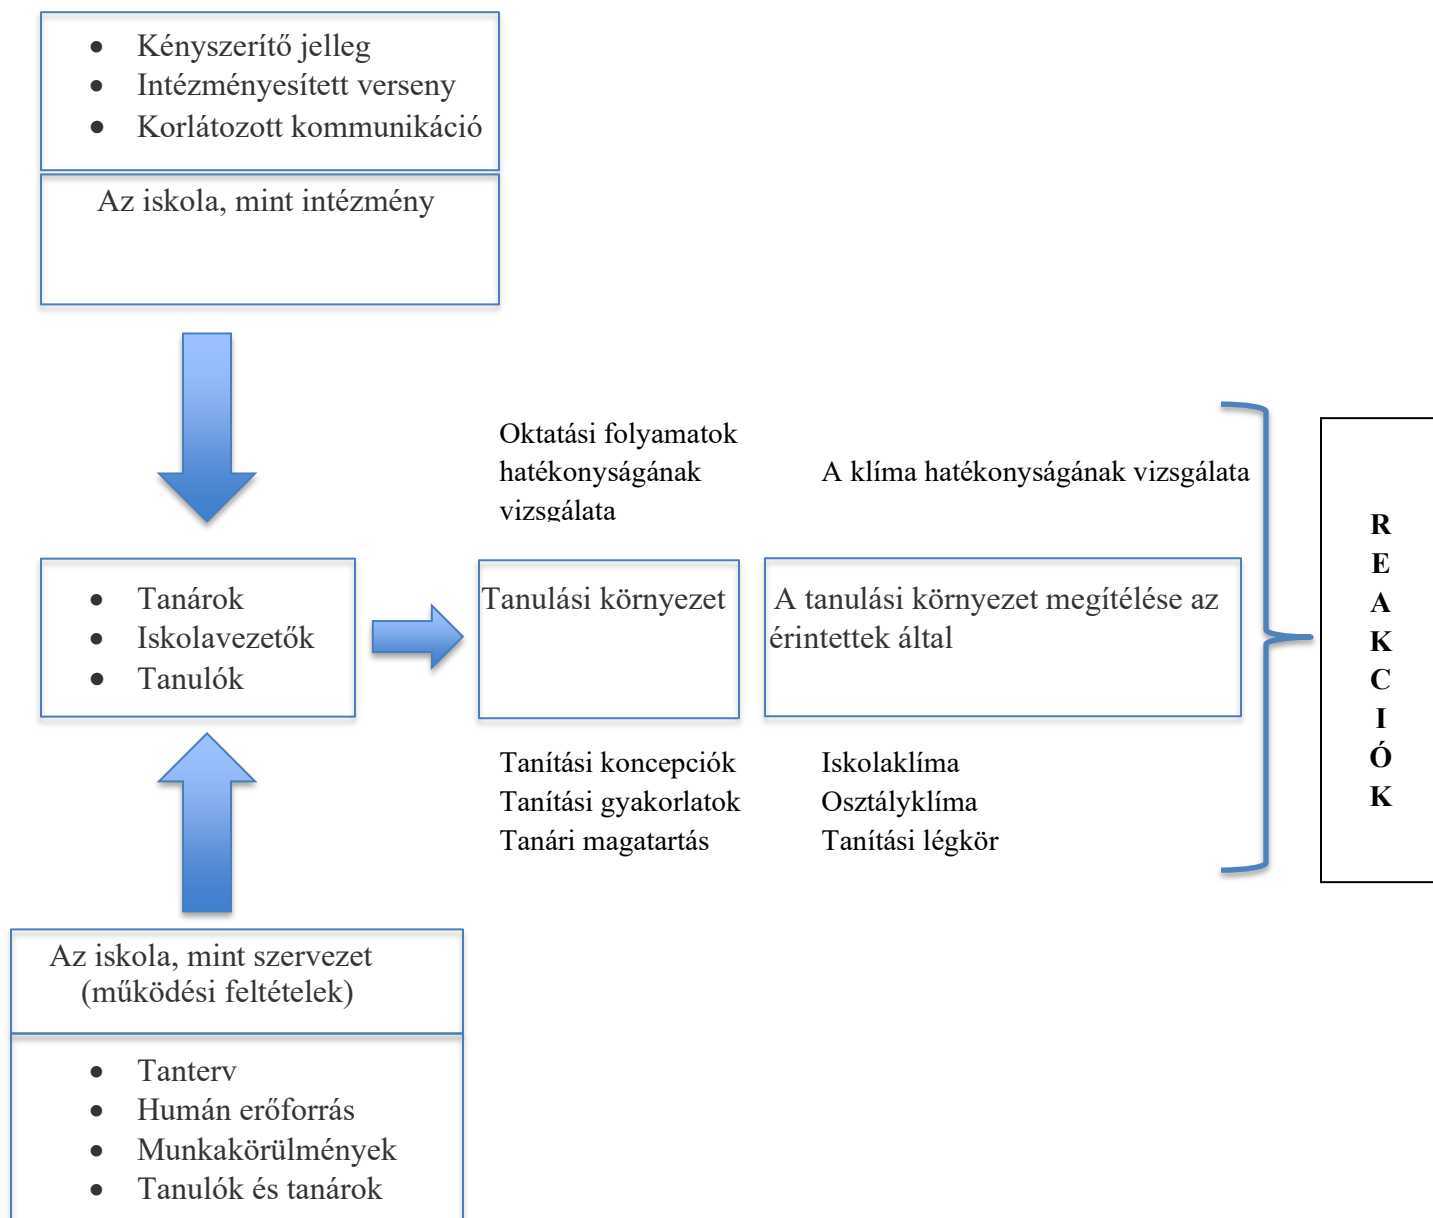 • Kényszerítő jelleg
• Intézményesített verseny
• Korlátozott kommunikáció
Az iskola, mint intézmény
Oktatási folyamatok
hatékonyságának
vizsgálata
A klíma hatékonyságának vizsgálata
• Tanárok
• Iskolavezetők
• Tanulók
Tanulási környezet
A tanulási környezet megítélése az
érintettek által
Tanítási koncepciók
Tanítási gyakorlatok
Tanári magatartás
Iskolaklíma
Osztályklíma
Tanítási légkör
R
E
A
K
C
I
Ó
K
Az iskola, mint szervezet
(működési feltételek)
• Tanterv
• Humán erőforrás
• Munkakörülmények
• Tanulók és tanárok